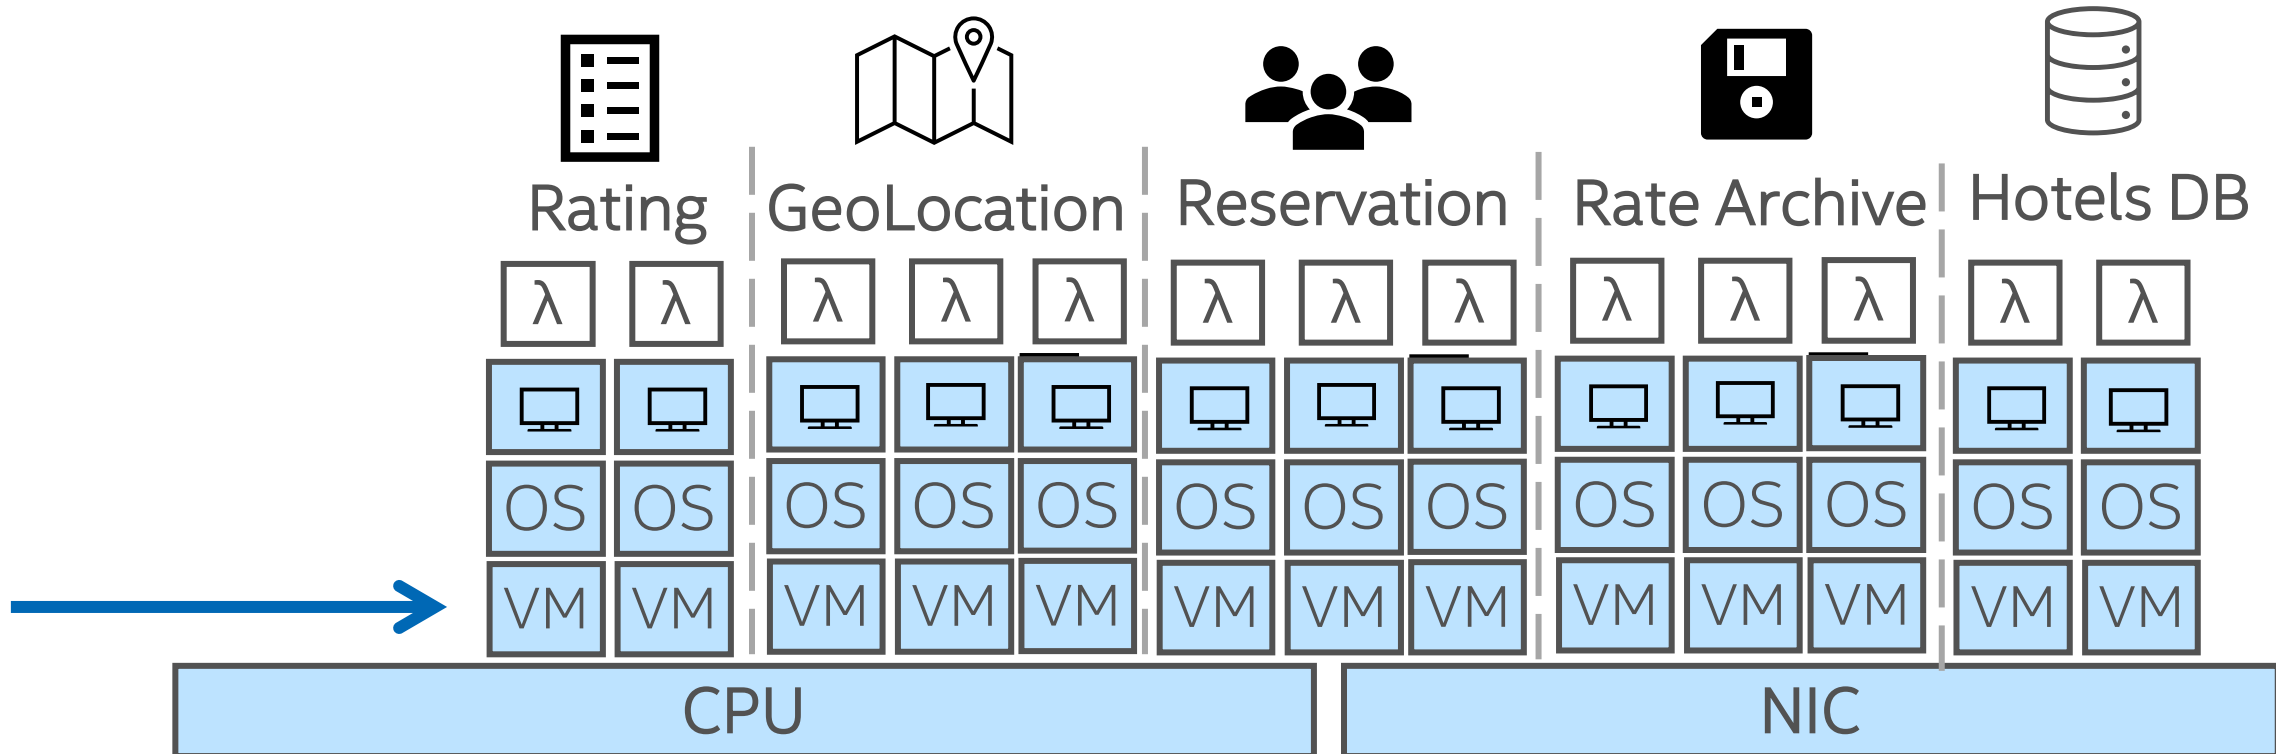 Rating GeoLocation Reservation Rate Archive Hotels DB
λ λ λ λ λ λ λ λ λ λ λ λ λ
OS OS OS OS OS OS OS OS OS OS OS OS OS
VM VM VM VM VM VM VM VM VM VM VM VM VM
CPU NIC